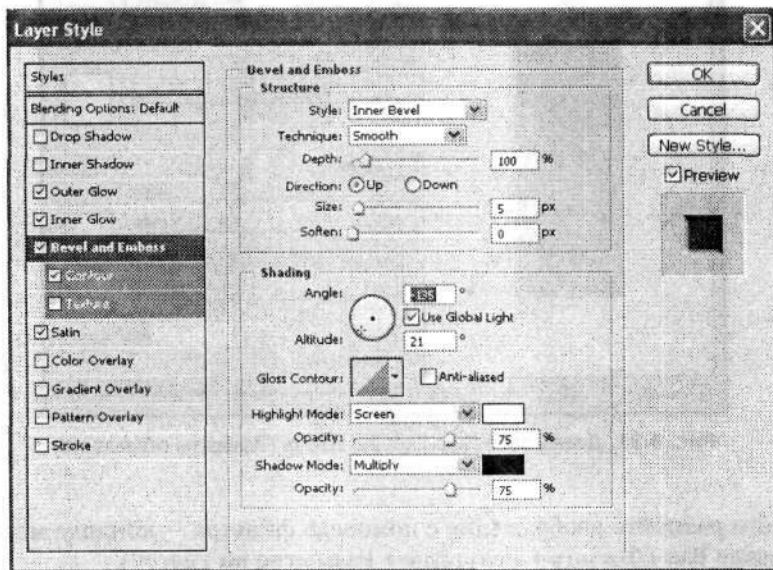 Layer Style
Styles
Blending Options: Default
Drop Shadow
Inner Shadow
Outer Glow
Inner Glow
Bevel and Emboss
Contour
Texture
Satin
Color Overlay
Gradient Overlay
Pattern Overlay
Stroke
Bevel and Emboss
Structure
Style: Inner Bevel
Technique: Smooth
Depth: 100 %
Direction: Up Down
Size: 5 px
Soften: 0 px
Shading
Angle: -135 °
Use Global Light
Altitude: 21 °
Gloss Contour: Anti-aliased
Highlight Mode: Screen
Opacity: 75 %
Shadow Mode: Multiply
Opacity: 75 %
OK
Cancel
New Style...
Preview